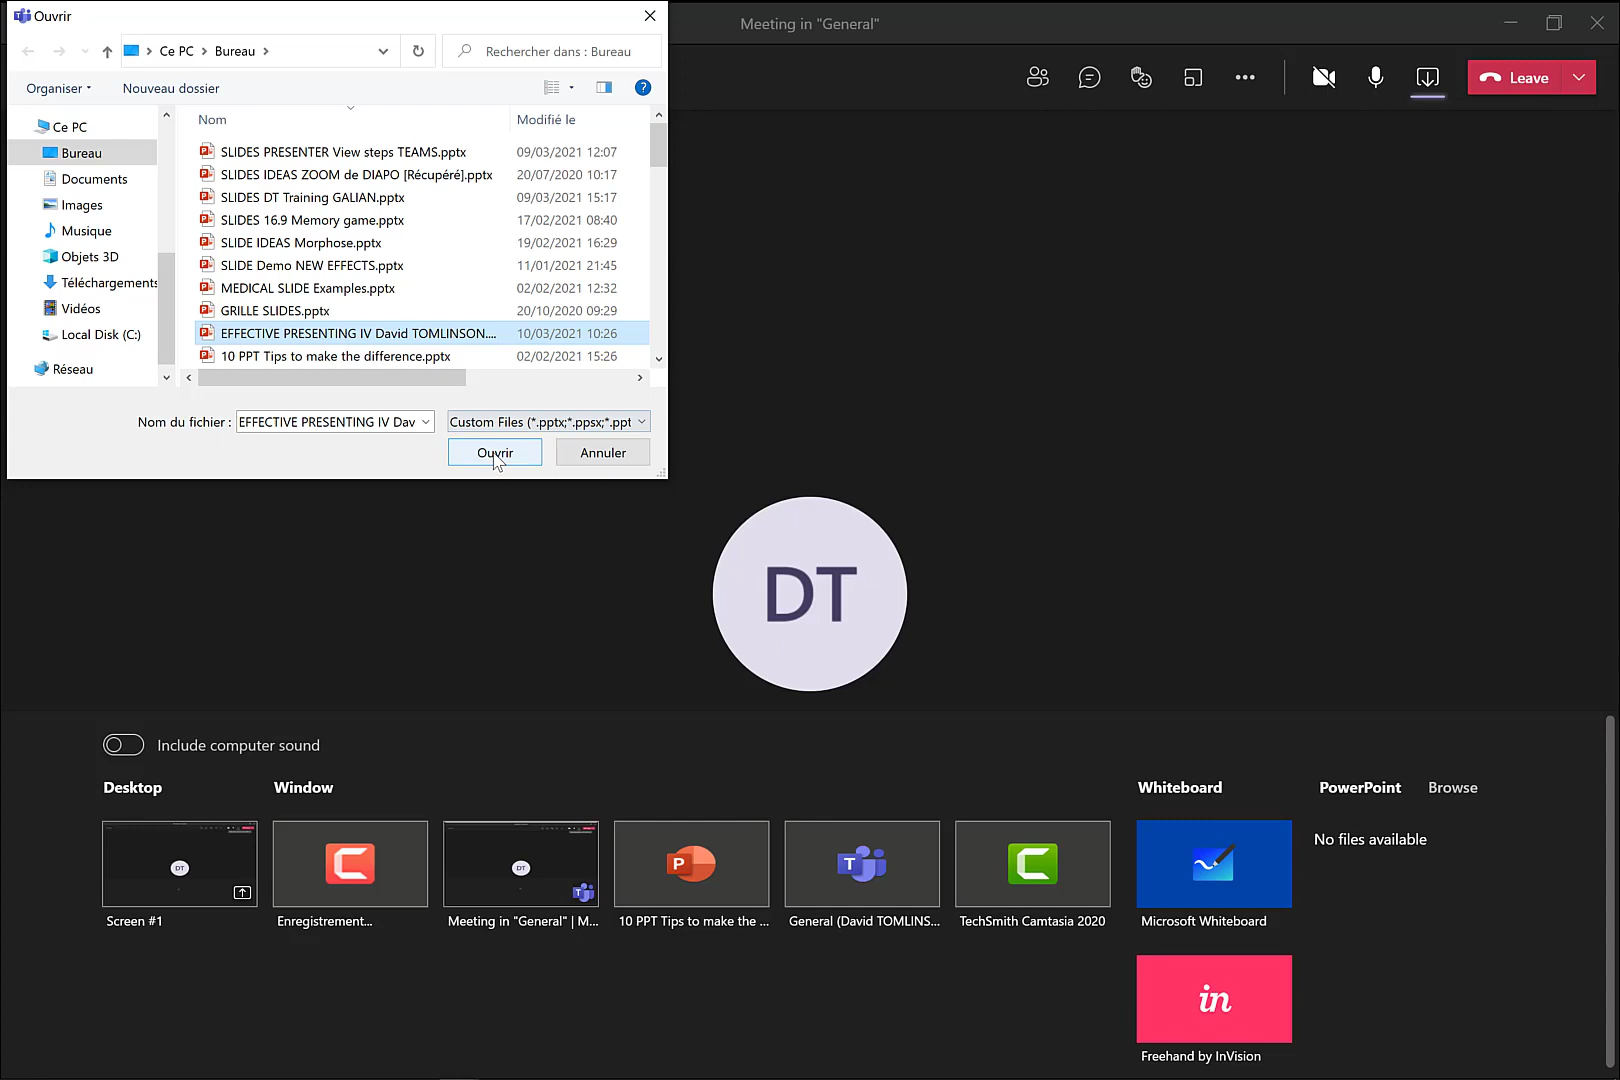 Ouvrir
Meeting in "General"
Ce PC
Bureau
Rechercher dans : Bureau
Organiser
Nouveau dossier
?
Leave
Ce PC
Bureau
Documents
Images
Musique
Objets 3D
Téléchargements
Vidéos
Local Disk (C:)
Réseau
Nom
Modifié le
SLIDES PRESENTER View steps TEAMS.pptx 09/03/2021 12:07
SLIDES IDEAS ZOOM de DIAPO [Récupéré].pptx 20/07/2020 10:17
SLIDES DT Training GALIAN.pptx 09/03/2021 15:17
SLIDES 16.9 Memory game.pptx 17/02/2021 08:40
SLIDE IDEAS Morphose.pptx 19/02/2021 16:29
SLIDE Demo NEW EFFECTS.pptx 11/01/2021 21:45
MEDICAL SLIDE Examples.pptx 02/02/2021 12:32
GRILLE SLIDES.pptx 20/10/2020 09:29
EFFECTIVE PRESENTING IV David TOMLINSON.... 10/03/2021 10:26
10 PPT Tips to make the difference.pptx 02/02/2021 15:26
Nom du fichier :
EFFECTIVE PRESENTING IV Dav
Custom Files (*.pptx;*.ppsx;*.ppt
Ouvrir
Annuler
DT
Include computer sound
Desktop
Window
Whiteboard
PowerPoint
Browse
DT
DT
P
T
No files available
Screen #1
Enregistrement...
Meeting in "General" | M...
10 PPT Tips to make the ...
General (David TOMLINS...
TechSmith Camtasia 2020
Microsoft Whiteboard
in
Freehand by InVision